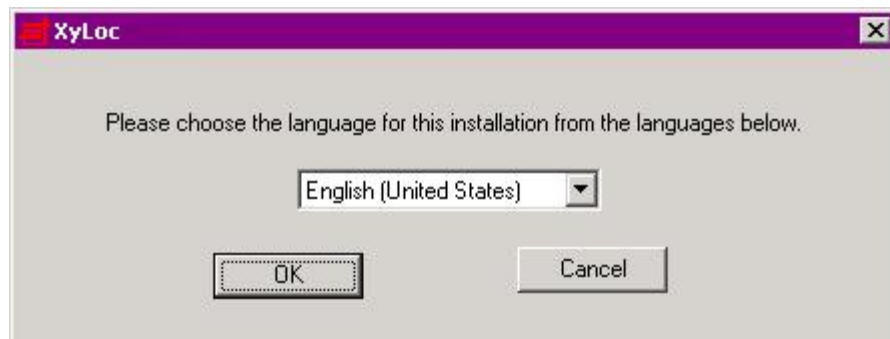 XyLoc
Please choose the language for this installation from the languages below.
English (United States)
OK
Cancel